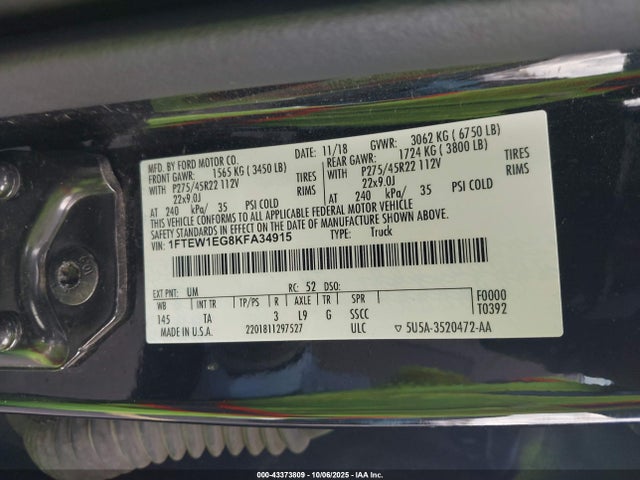 MFD. BY FORD MOTOR CO. 11/18 GVWR: 3062 KG ( 6750 LB)
FRONT GAWR: 1565 KG ( 3450 LB) REAR GAWR: 1724 KG ( 3800 LB)
WITH P275/45R22 112V TIRES WITH P275/45R22 112V TIRES
22x9.0J RIMS 22x9.0J RIMS
AT 240 kPa/ 35 PSI COLD AT 240 kPa/ 35 PSI COLD
THIS VEHICLE CONFORMS TO ALL APPLICABLE FEDERAL MOTOR VEHICLE
SAFETY AND THEFT PREVENTION STANDARDS IN EFFECT ON THE
DATE OF MANUFACTURE SHOWN ABOVE.
VIN: 1FTEW1EG8KFA34915 TYPE: Truck
EXT PNT: UM RC: 52 DSO: F0000
WB INT TR TP/PS R AXLE TR SPR T0392
145 TA 3 L9 G SSCC
MADE IN U.S.A. 2201811297527 ULC ▽ 5U5A-3520472-AA
000-43373809 | 10/06/2025 - IAA Inc.